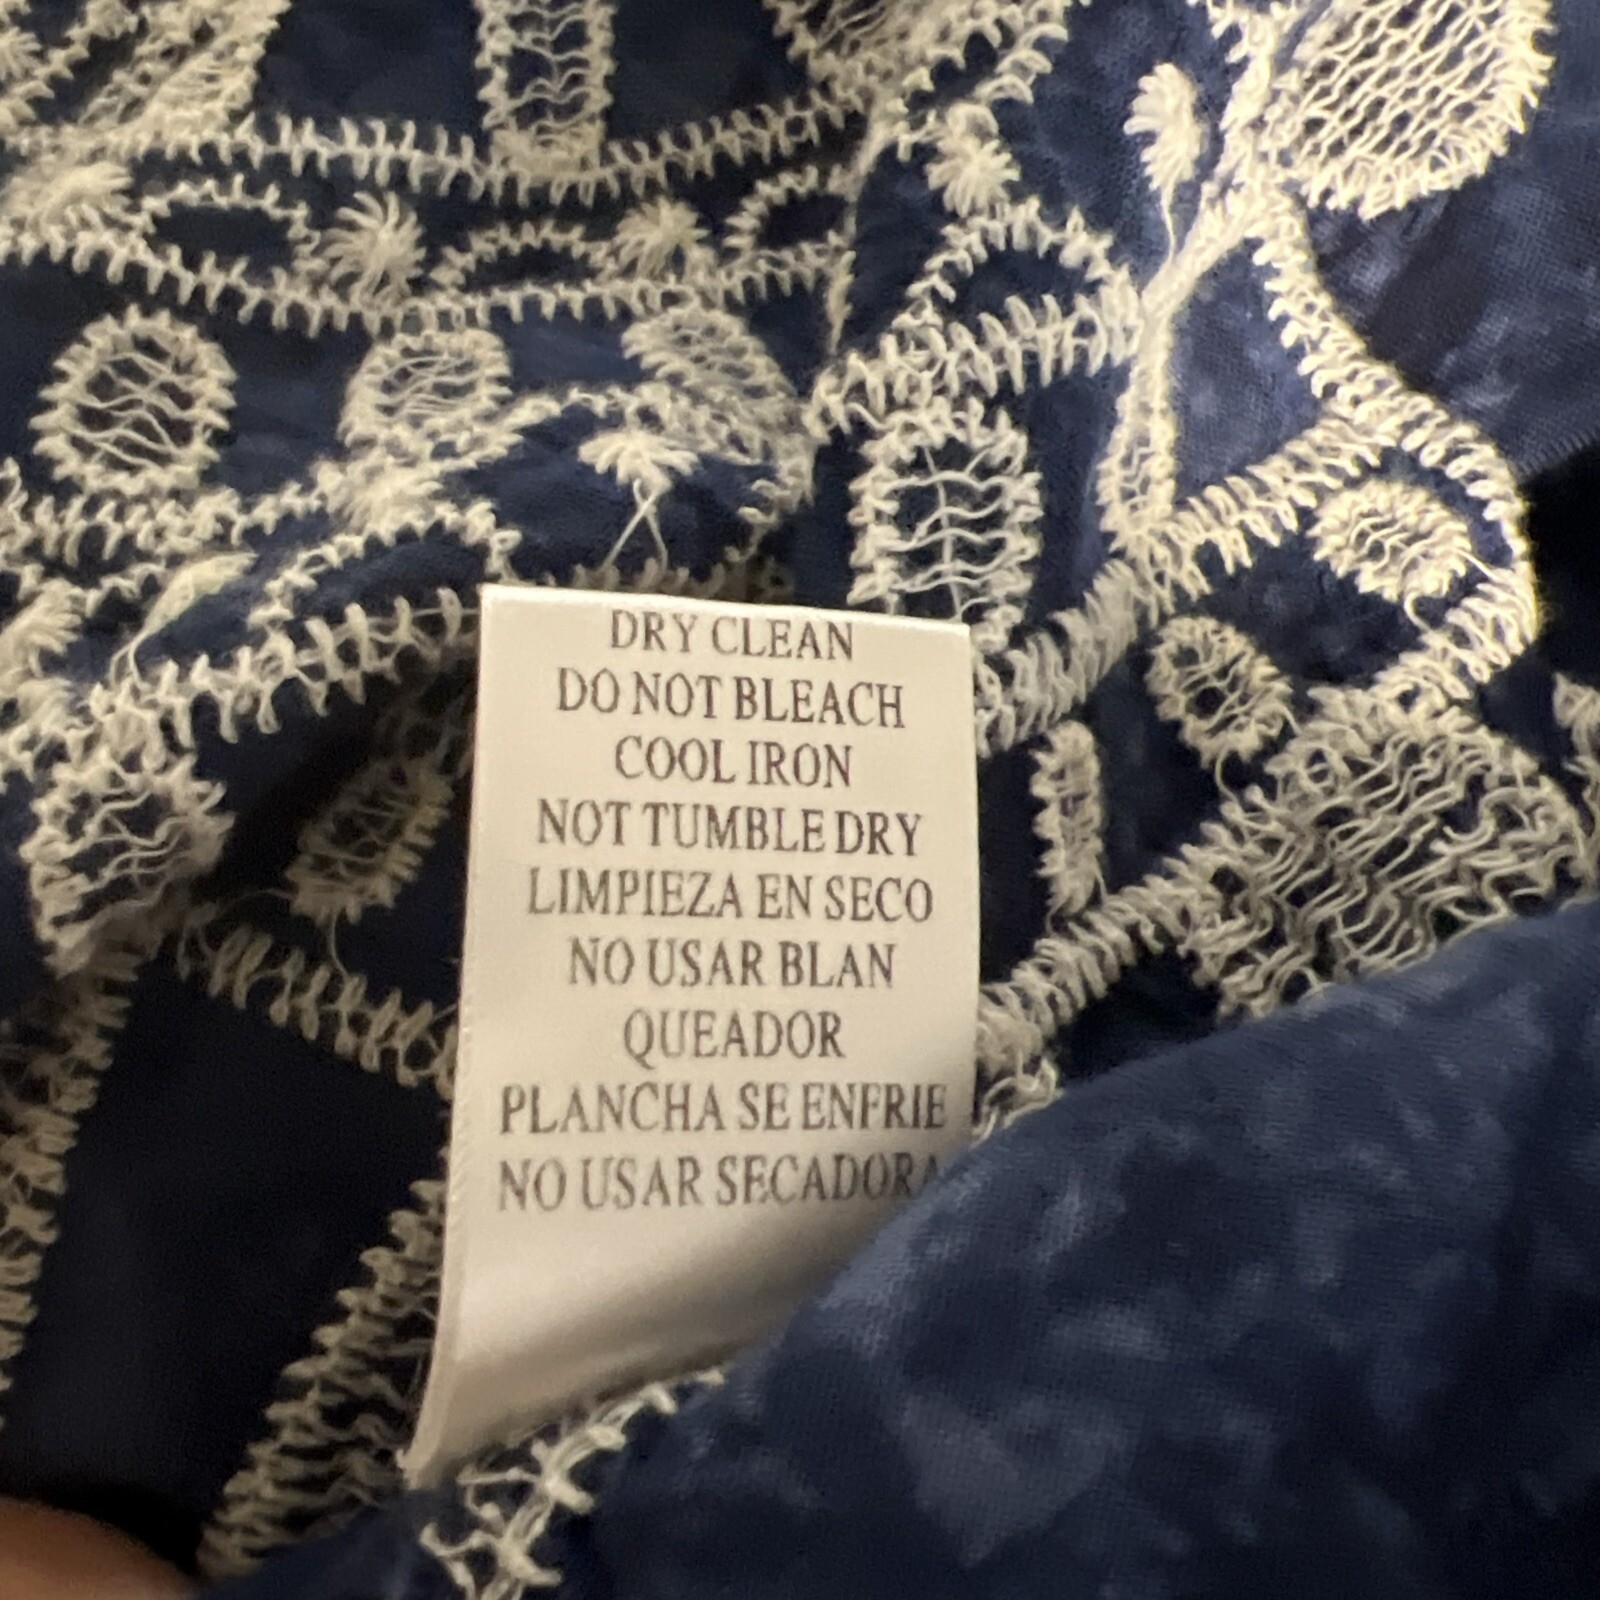 DRY CLEAN
DO NOT BLEACH
COOL IRON
NOT TUMBLE DRY
LIMPIEZA EN SECO
NO USAR BLAN
QUEADOR
PLANCHA SE ENFRIE
NO USAR SECADORA